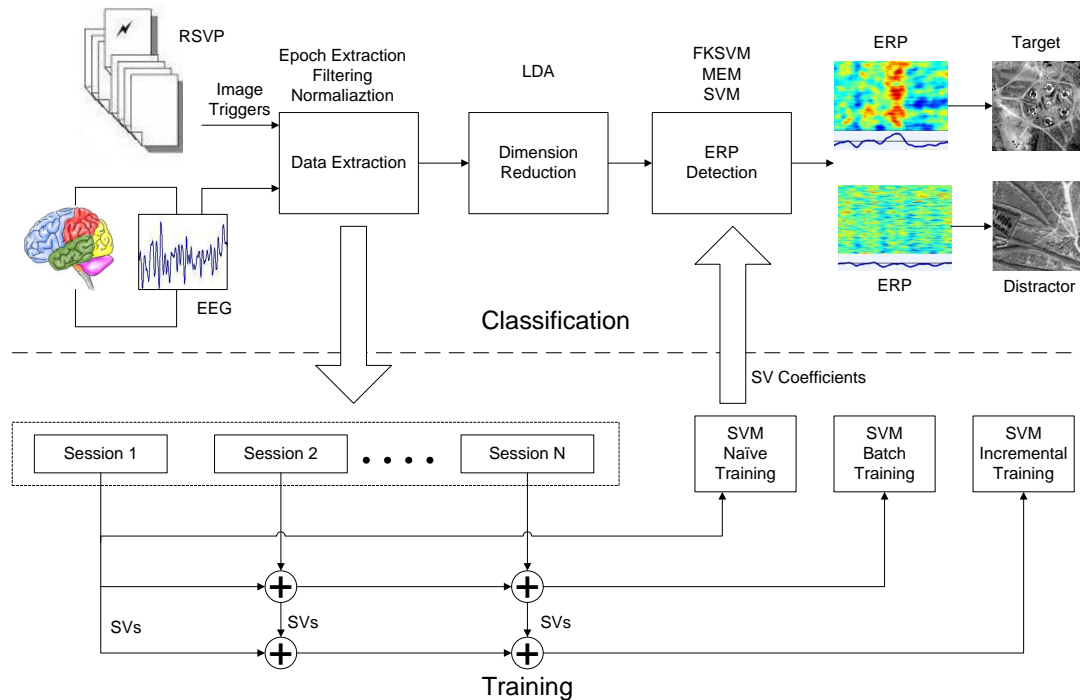 RSVP
Image
Triggers
Epoch Extraction
Filtering
Normaliaztion
Data Extraction
LDA
Dimension
Reduction
FKSVM
MEM
SVM
ERP
Detection
ERP
Target
EEG
ERP
Distractor
Classification
SV Coefficients
Session 1
Session 2
Session N
SVM
Naïve
Training
SVM
Batch
Training
SVM
Incremental
Training
SVs
SVs
SVs
Training